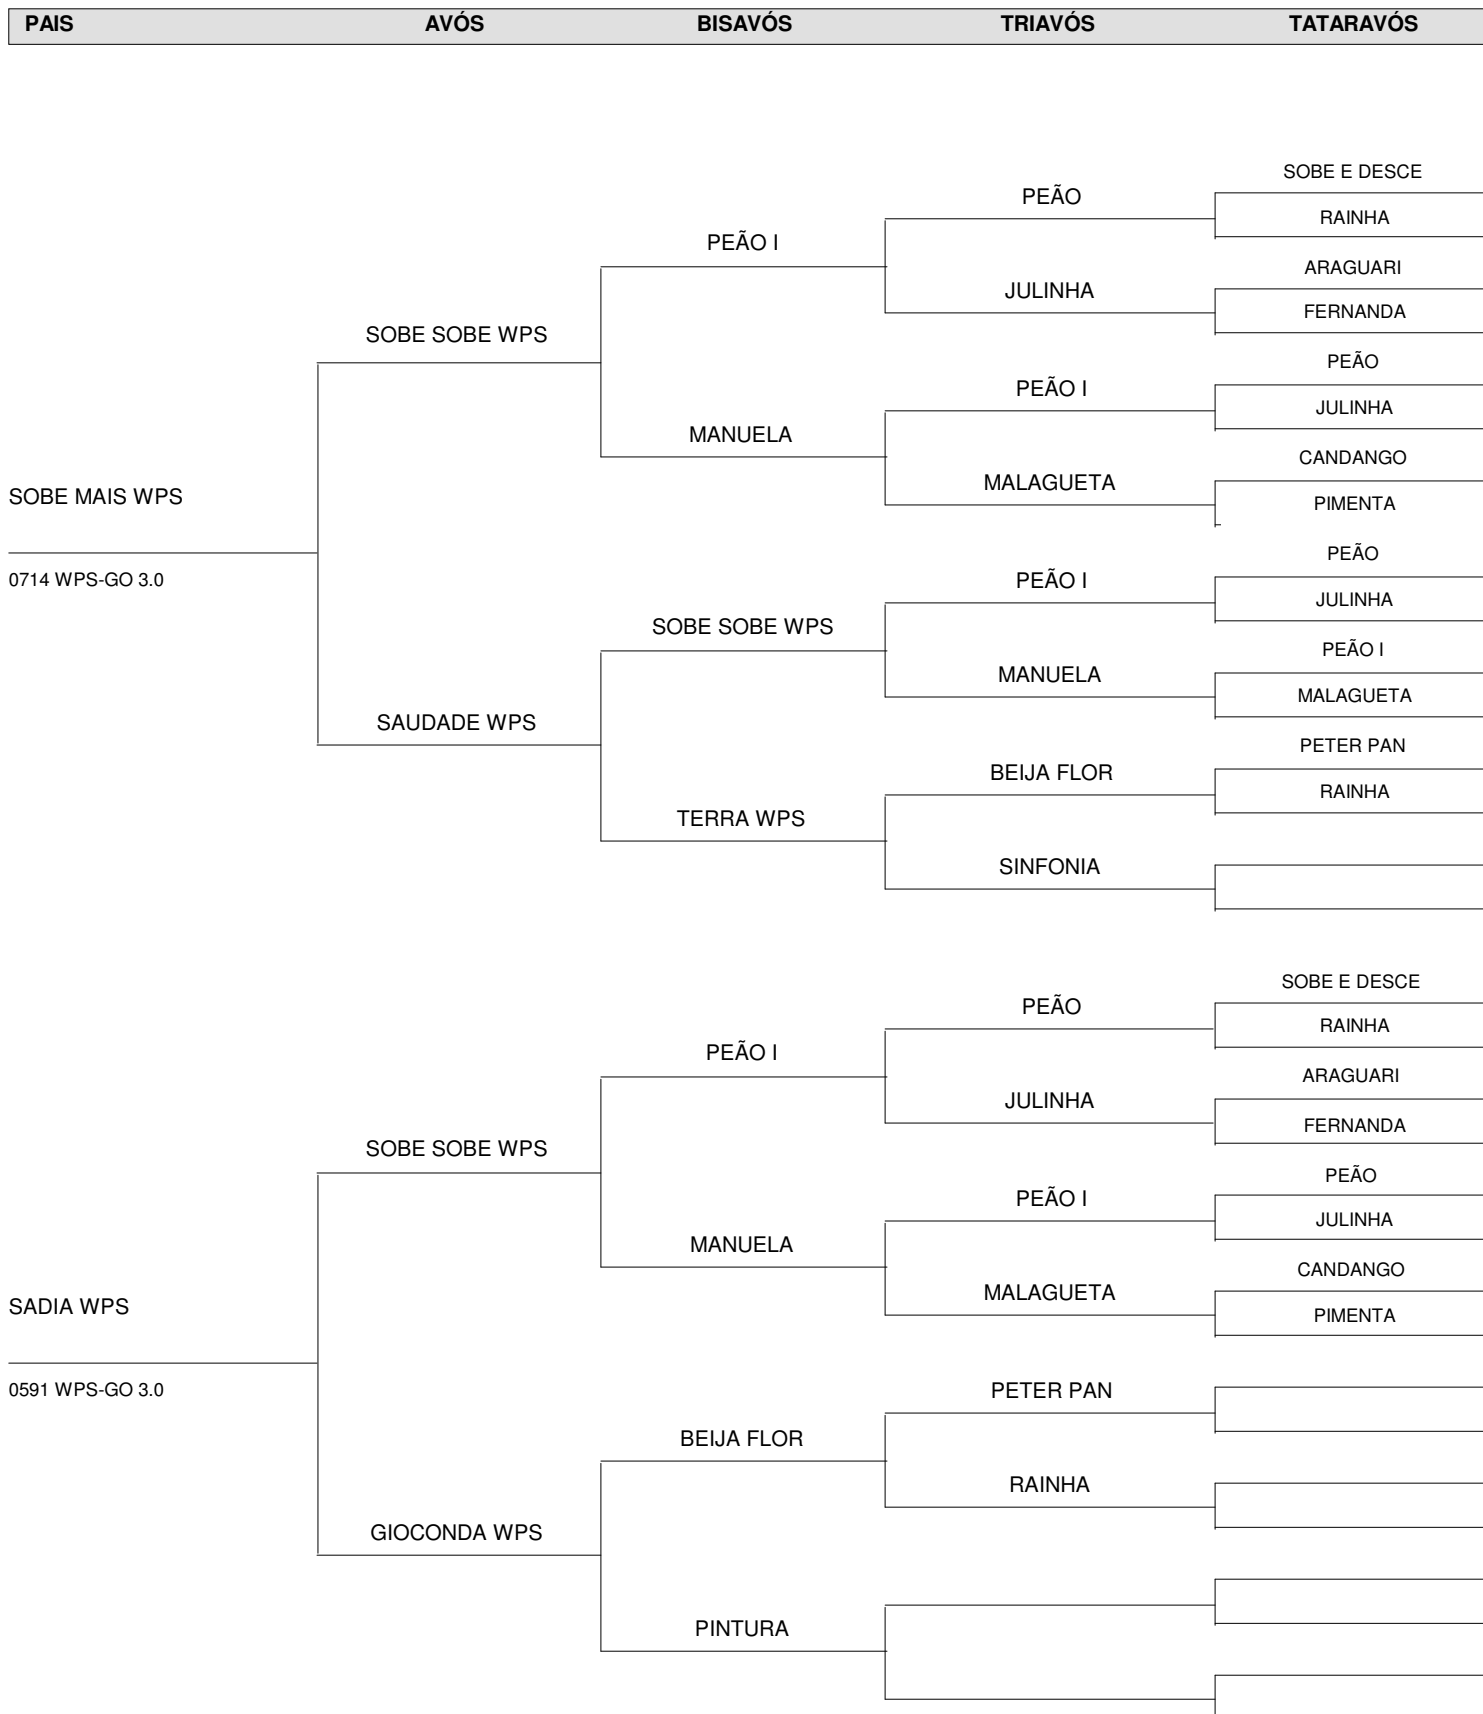 PAIS AVÓS BISAVÓS TRIAVÓS TATARAVÓS
SOBE E DESCE
PEÃO
RAINHA
PEÃO I
ARAGUARI
JULINHA
FERNANDA
SOBE SOBE WPS
PEÃO
PEÃO I
JULINHA
MANUELA
CANDANGO
MALAGUETA
SOBE MAIS WPS
PIMENTA
PEÃO
0714 WPS-GO 3.0
PEÃO I
JULINHA
SOBE SOBE WPS
PEÃO I
MANUELA
MALAGUETA
SAUDADE WPS
PETER PAN
BEIJA FLOR
RAINHA
TERRA WPS
SINFONIA
SOBE E DESCE
PEÃO
RAINHA
PEÃO I
ARAGUARI
JULINHA
FERNANDA
SOBE SOBE WPS
PEÃO
PEÃO I
JULINHA
MANUELA
CANDANGO
MALAGUETA
SADIA WPS
PIMENTA
0591 WPS-GO 3.0
PETER PAN
BEIJA FLOR
RAINHA
GIOCONDA WPS
PINTURA